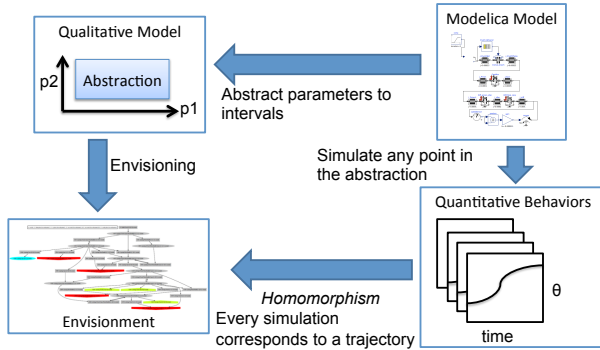 Qualitative Model
Modelica Model
p2
Abstraction
p1
Abstract parameters to
intervals
Envisioning
Simulate any point in
the abstraction
Quantitative Behaviors
Homomorphism
Every simulation
corresponds to a trajectory
Envisionment
θ
time